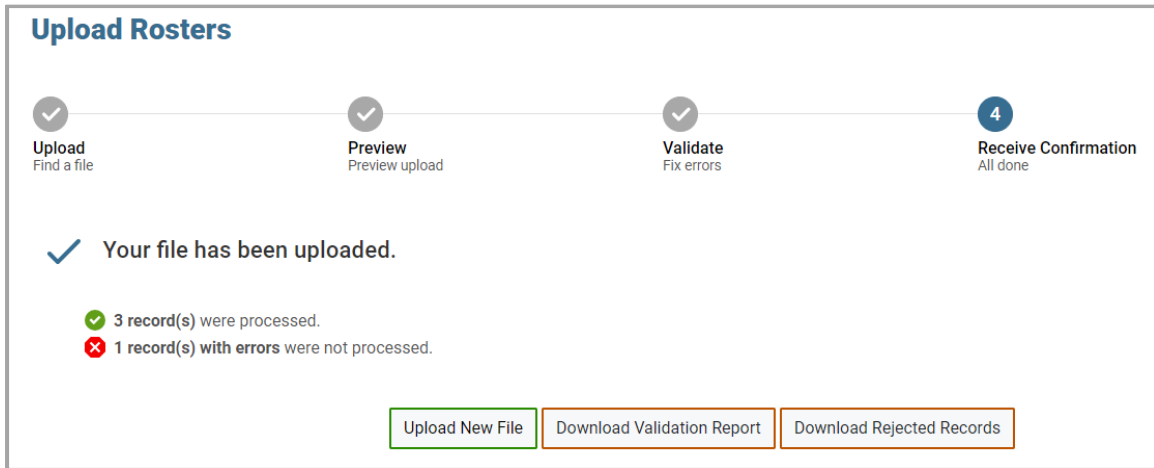 Upload Rosters
4
Upload
Find a file
Preview
Preview upload
Validate
Fix errors
Receive Confirmation
All done
Your file has been uploaded.
3 record(s) were processed.
1 record(s) with errors were not processed.
Upload New File
Download Validation Report
Download Rejected Records